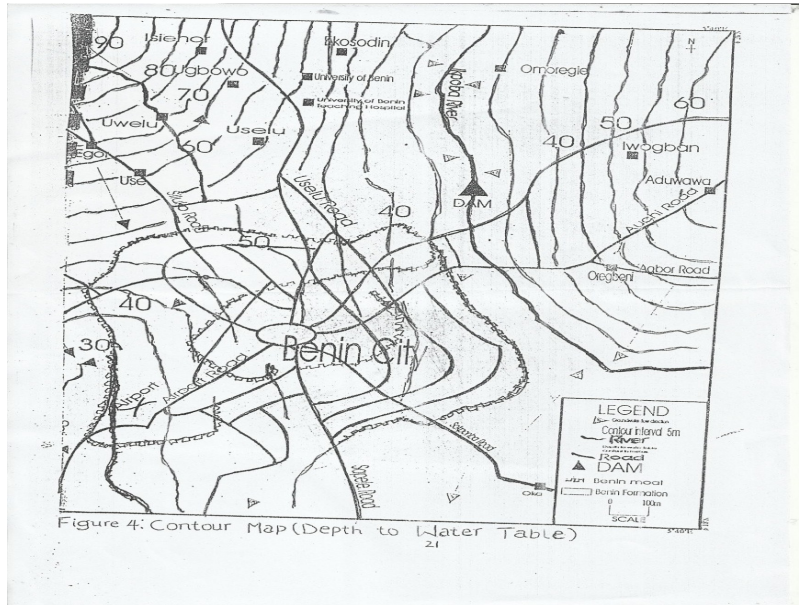 90
Isiehor
Ekosodin
N
80
Ugbowo
University of Benin
Ikpoba River
Omoregie
70
University of Benin
Teaching Hospital
60
50
Uwelu
Uselu
40
Iwogban
Egor
60
Use
Aduwawa
Siluko Road
Uselu Road
DAM
40
Ayeni Road
50
Oregbeni
Agbor Road
40
30
Benin City
Airport Road
Airport
LEGEND
Contour interval 5m
River
Road
DAM
Benin moat
Benin Formation
0
SCALE
Sapele Road
Oka
Figure 4: Contour Map (Depth to Water Table)
21